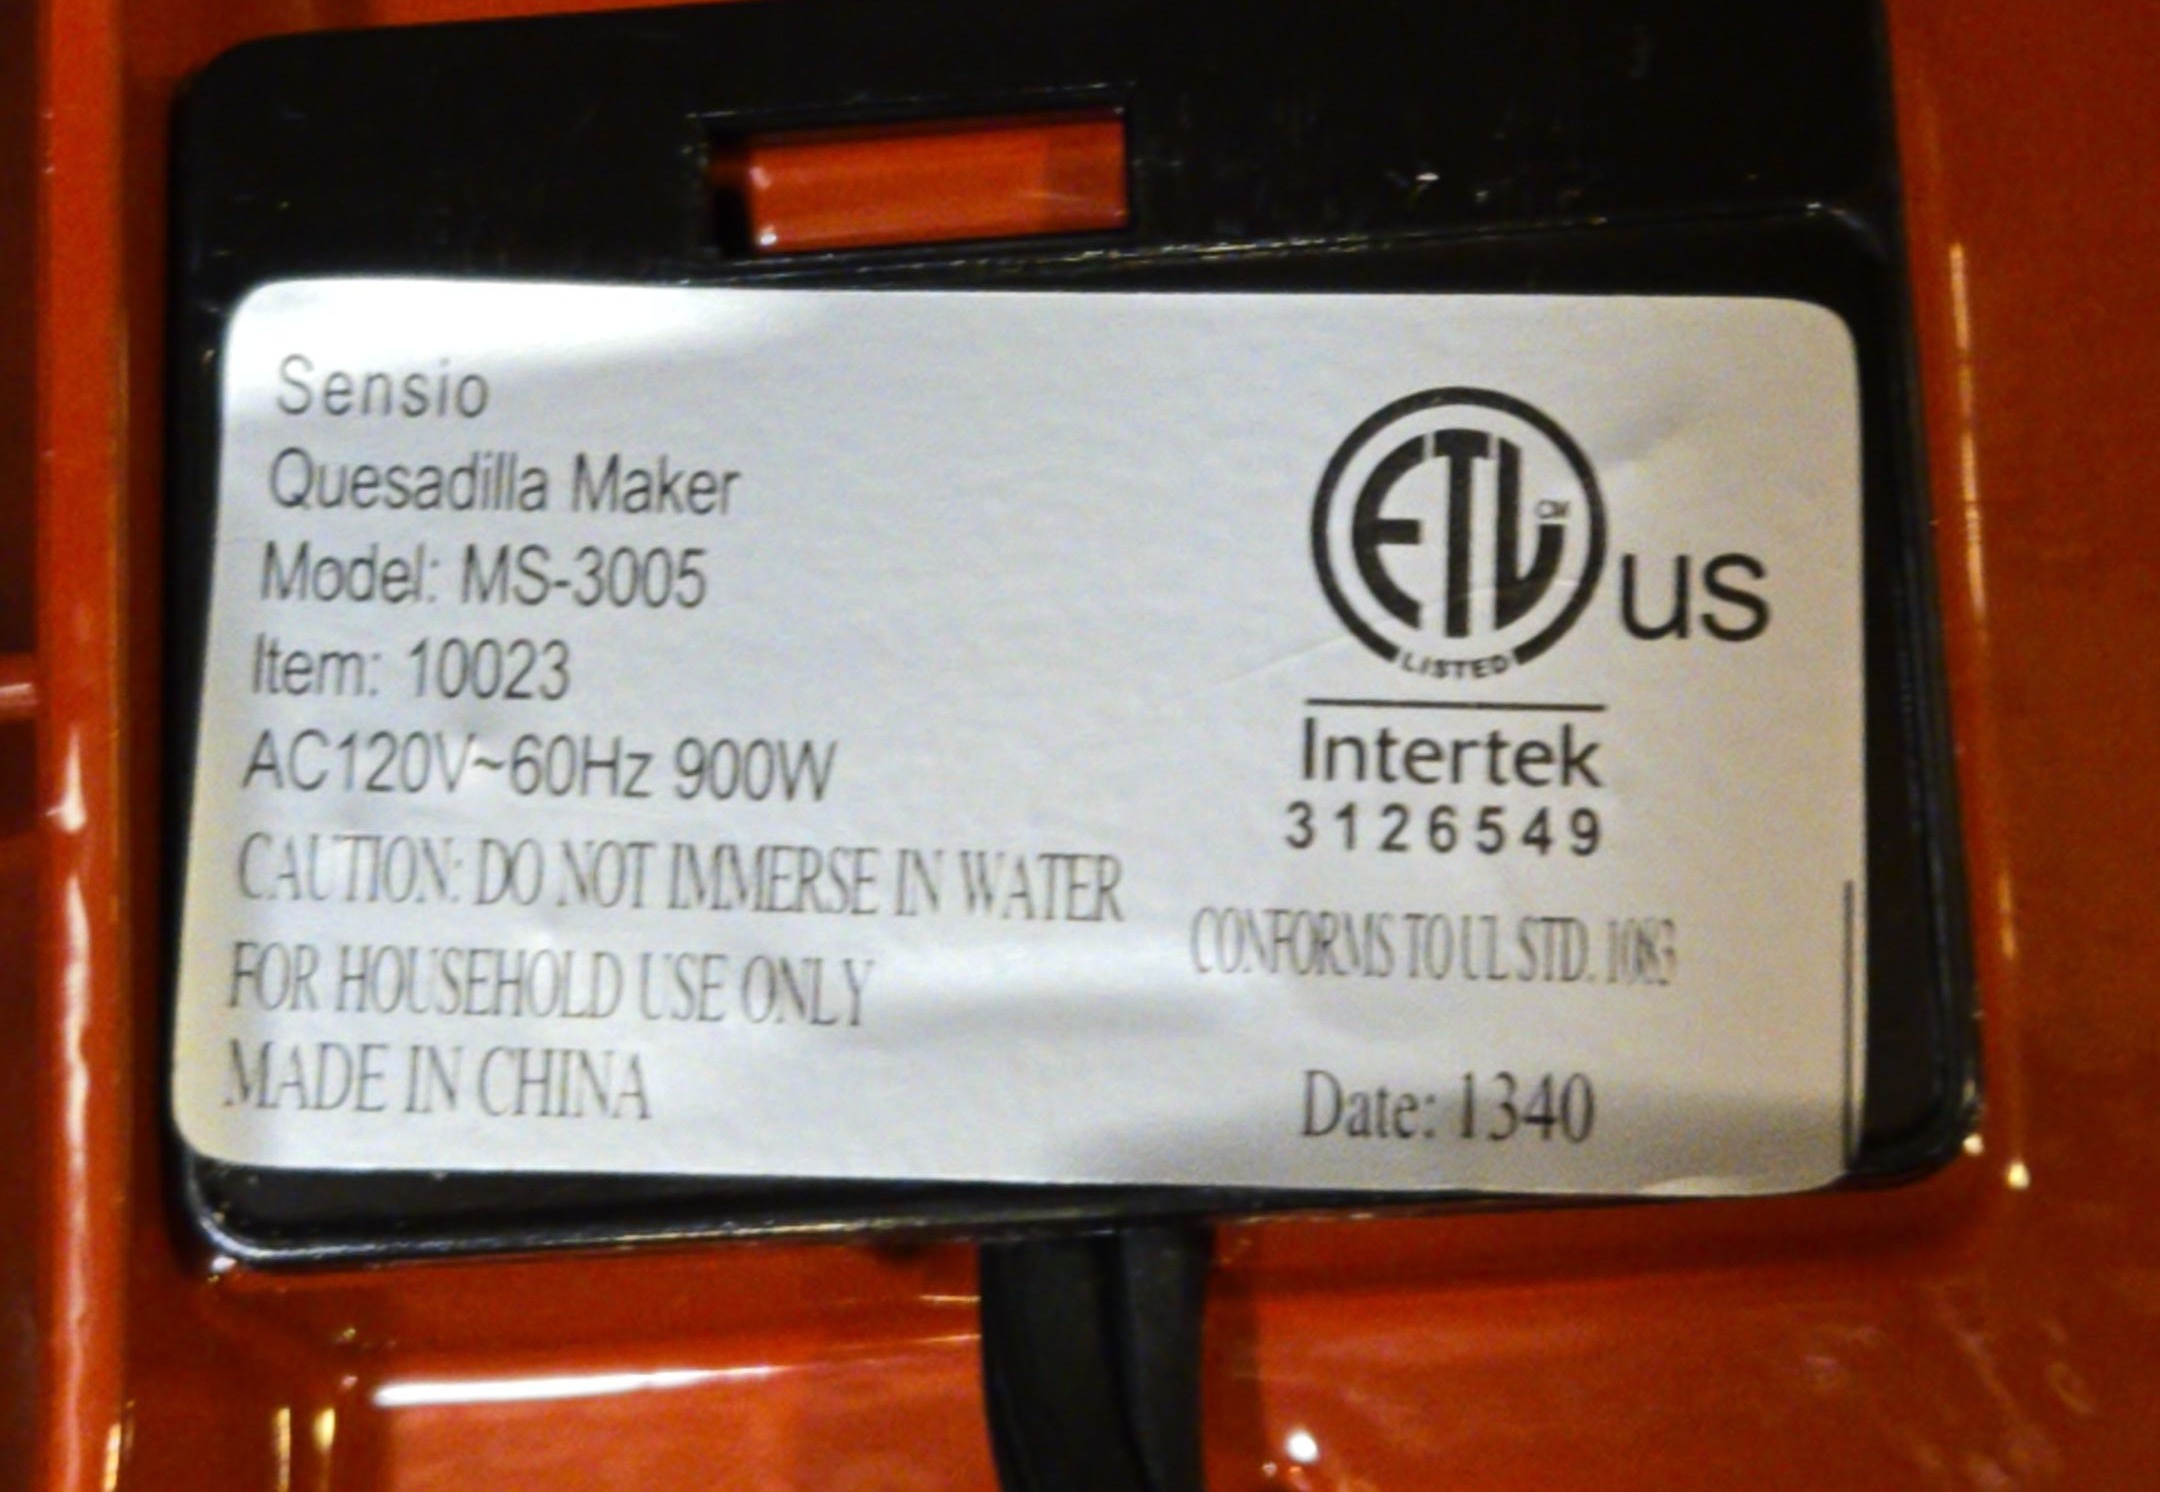 Sensio
Quesadilla Maker
Model: MS-3005
Item: 10023
AC120V~60Hz 900W
CAUTION: DO NOT IMMERSE IN WATER
FOR HOUSEHOLD USE ONLY
MADE IN CHINA
ETL CM
LISTED
US
Intertek
3126549
CONFORMS TO UL STD. 1083
Date: 1340